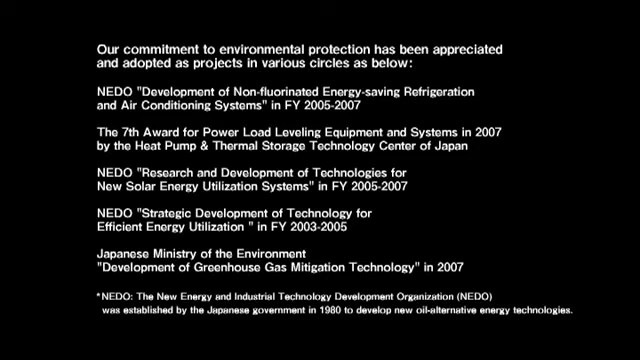 Our commitment to environmental protection has been appreciated
and adopted as projects in various circles as below:
NEDO "Development of Non-fluorinated Energy-saving Refrigeration
and Air Conditioning Systems" in FY 2005-2007
The 7th Award for Power Load Leveling Equipment and Systems in 2007
by the Heat Pump & Thermal Storage Technology Center of Japan
NEDO "Research and Development of Technologies for
New Solar Energy Utilization Systems" in FY 2005-2007
NEDO "Strategic Development of Technology for
Efficient Energy Utilization " in FY 2003-2005
Japanese Ministry of the Environment
"Development of Greenhouse Gas Mitigation Technology" in 2007
*NEDO: The New Energy and Industrial Technology Development Organization (NEDO)
was established by the Japanese government in 1980 to develop new oil-alternative energy technologies.